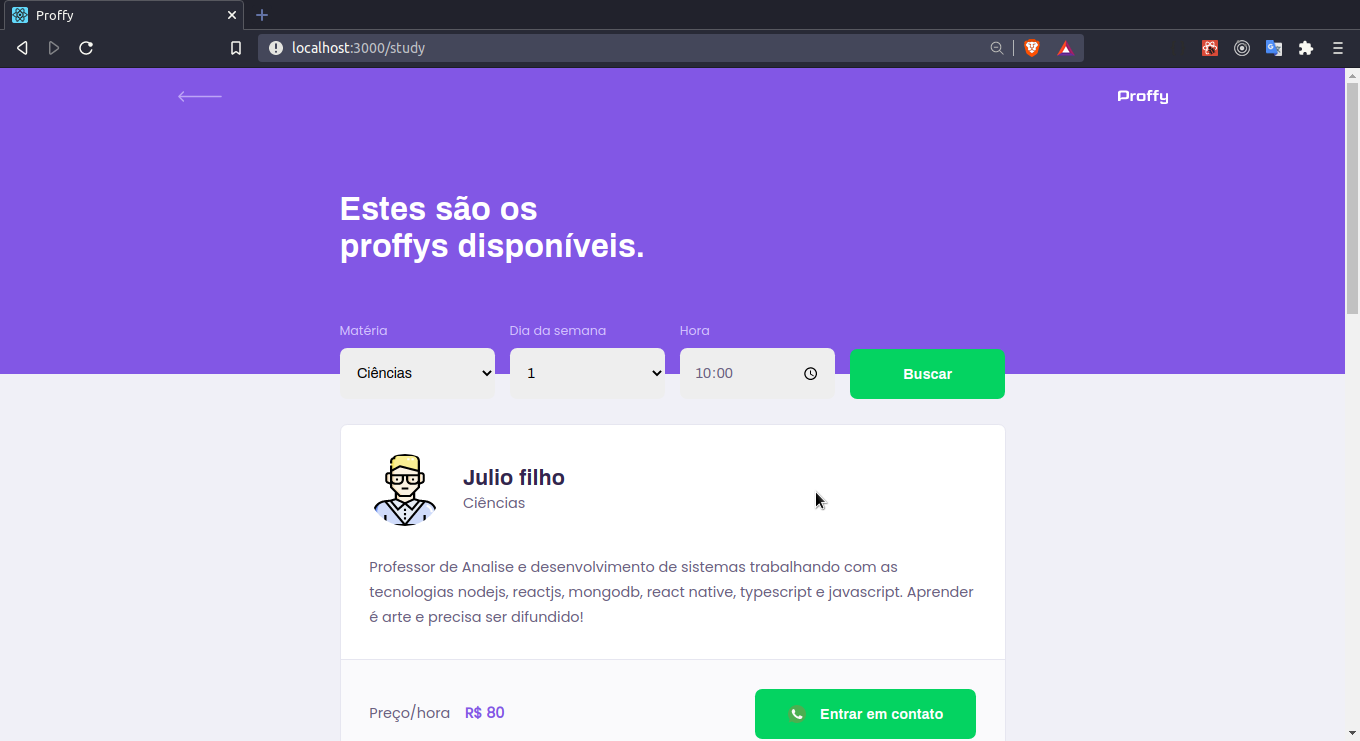 Proffy
localhost:3000/study
Proffy
Estes são os
proffys disponíveis.
Matéria
Dia da semana
Hora
Ciências
1
10:00
Buscar
Julio filho
Ciências
Professor de Analise e desenvolvimento de sistemas trabalhando com as
tecnologias nodejs, reactjs, mongodb, react native, typescript e javascript. Aprender
é arte e precisa ser difundido!
Preço/hora R$ 80
Entrar em contato